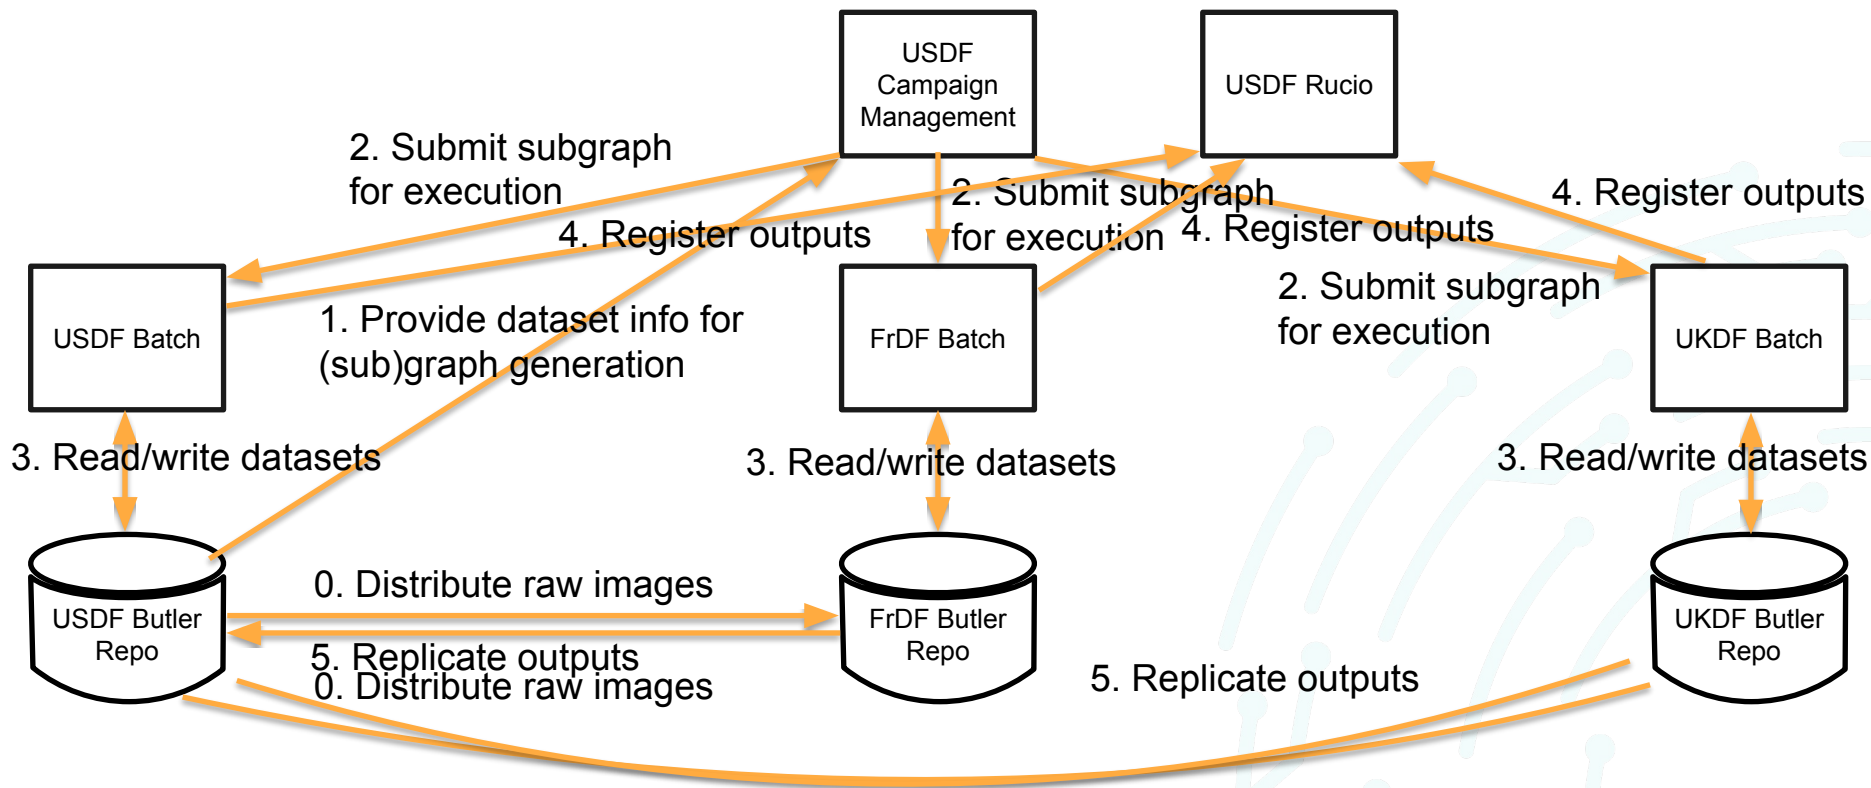 USDF
Campaign
Management
USDF Rucio
2. Submit subgraph
for execution
2. Submit subgraph
for execution
4. Register outputs
4. Register outputs
4. Register outputs
2. Submit subgraph
for execution
1. Provide dataset info for
(sub)graph generation
USDF Batch
FrDF Batch
UKDF Batch
3. Read/write datasets
3. Read/write datasets
3. Read/write datasets
0. Distribute raw images
USDF Butler
Repo
FrDF Butler
Repo
UKDF Butler
Repo
5. Replicate outputs
0. Distribute raw images
5. Replicate outputs